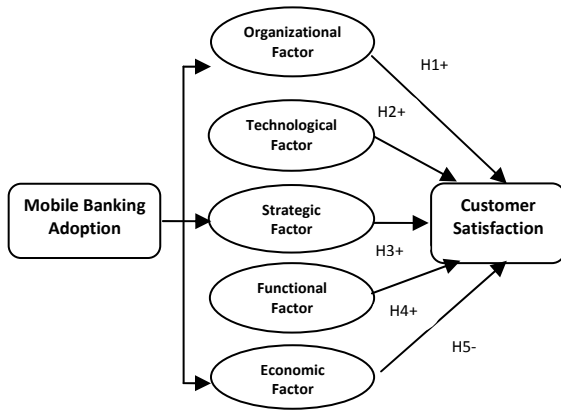 Organizational
Factor
H1+
H2+
Technological
Factor
Mobile Banking
Adoption
Strategic
Factor
Customer
Satisfaction
H3+
Functional
Factor
H4+
H5-
Economic
Factor